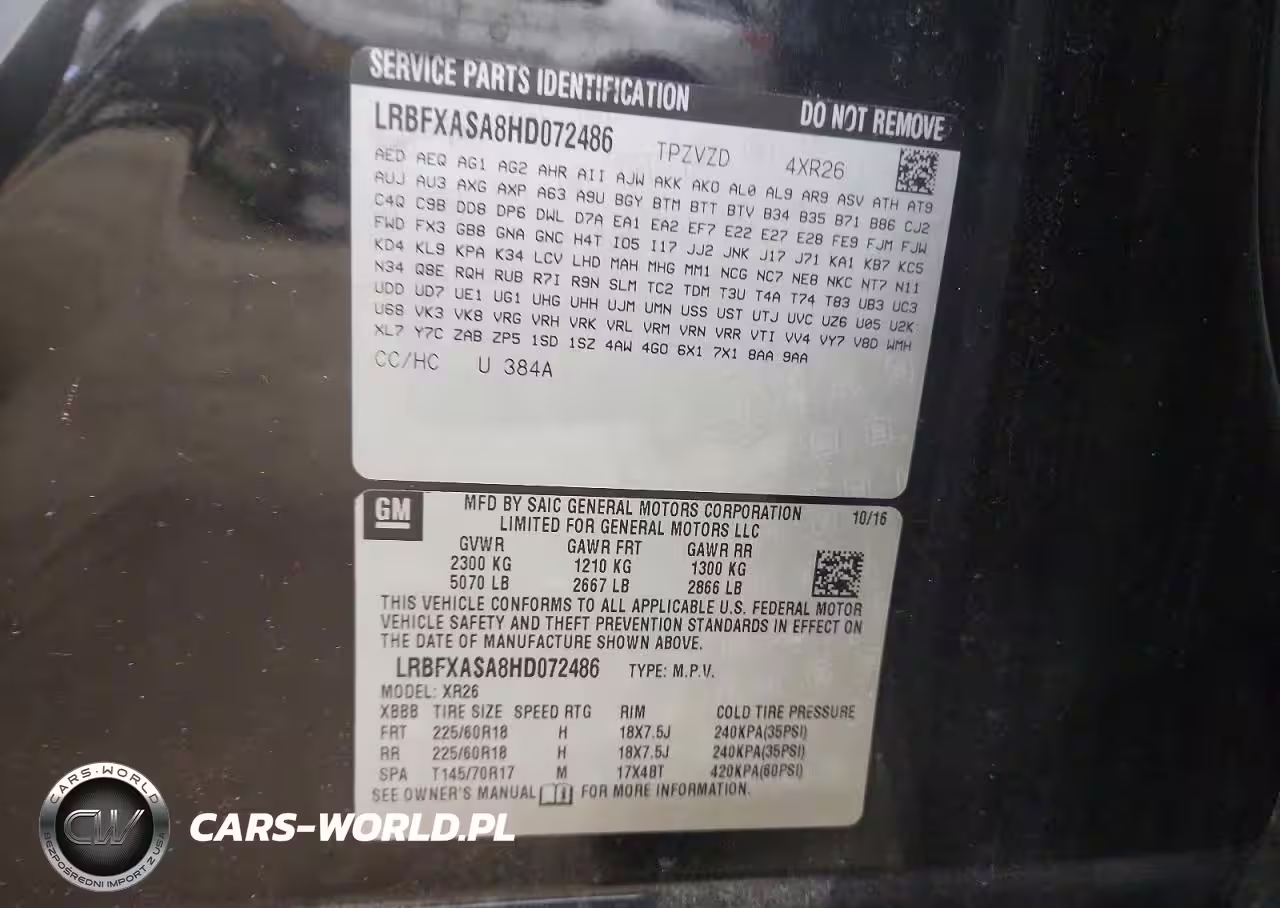 SERVICE PARTS IDENTIFICATION DO NOT REMOVE
LRBFXASA8HD072486 TPZVZD 4XR26
AED AEQ AG1 AG2 AHR AII AJW AKK AKO AL0 AL9 AR9 ASV ATH AT9
AUJ AU3 AXG AXP A63 A9U BGY BTM BTT BTV B34 B35 B71 B86 CJ2
C4Q C9B DD8 DP6 DWL D7A EA1 EA2 EF7 E22 E27 E28 FE9 FJM FJW
FWD FX3 GB8 GNA GNC H4T IO5 I17 JJ2 JNK J17 J71 KA1 KB7 KC5
KD4 KL9 KPA K34 LCV LHD MAH MHG MM1 NCG NC7 NE8 NKC NT7 N11
N34 Q8E RQH RUB R7I R9N SLM TC2 TDM T3U T4A T74 T83 UB3 UC3
UDD UD7 UE1 UG1 UHG UHH UJM UMN USS UST UTJ UVC UZ6 U05 U2K
U68 VK3 VK8 VRG VRH VRK VRL VRM VRN VRR VTI VV4 VY7 V8D WMH
XL7 Y7C ZAB ZP5 1SD 1SZ 4AW 4G0 6X1 7X1 8AA 9AA
CC/HC U 384A
GM
MFD BY SAIC GENERAL MOTORS CORPORATION 10/16
LIMITED FOR GENERAL MOTORS LLC
GVWR GAWR FRT GAWR RR
2300 KG 1210 KG 1300 KG
5070 LB 2667 LB 2866 LB
THIS VEHICLE CONFORMS TO ALL APPLICABLE U.S. FEDERAL MOTOR
VEHICLE SAFETY AND THEFT PREVENTION STANDARDS IN EFFECT ON
THE DATE OF MANUFACTURE SHOWN ABOVE.
LRBFXASA8HD072486 TYPE: M.P.V.
MODEL: XR26
XBBB TIRE SIZE SPEED RTG RIM COLD TIRE PRESSURE
FRT 225/60R18 H 18X7.5J 240KPA(35PSI)
RR 225/60R18 H 18X7.5J 240KPA(35PSI)
SPA T145/70R17 M 17X4BT 420KPA(60PSI)
SEE OWNER'S MANUAL FOR MORE INFORMATION.
CARS-WORLD
CW
BEZPOŚREDNI IMPORT Z USA
CARS-WORLD.PL